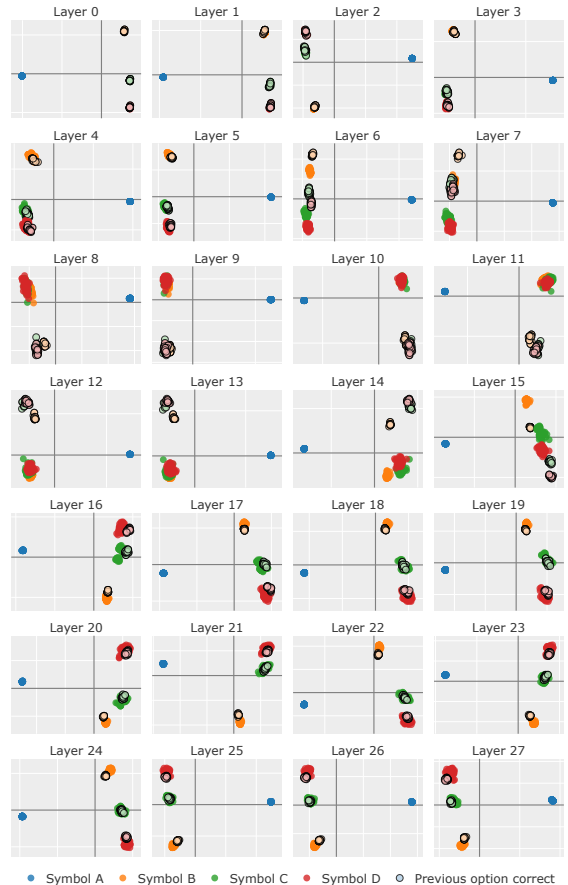 Layer 0 Layer 1 Layer 2 Layer 3
Layer 4 Layer 5 Layer 6 Layer 7
Layer 8 Layer 9 Layer 10 Layer 11
Layer 12 Layer 13 Layer 14 Layer 15
Layer 16 Layer 17 Layer 18 Layer 19
Layer 20 Layer 21 Layer 22 Layer 23
Layer 24 Layer 25 Layer 26 Layer 27
Symbol A Symbol B Symbol C Symbol D Previous option correct